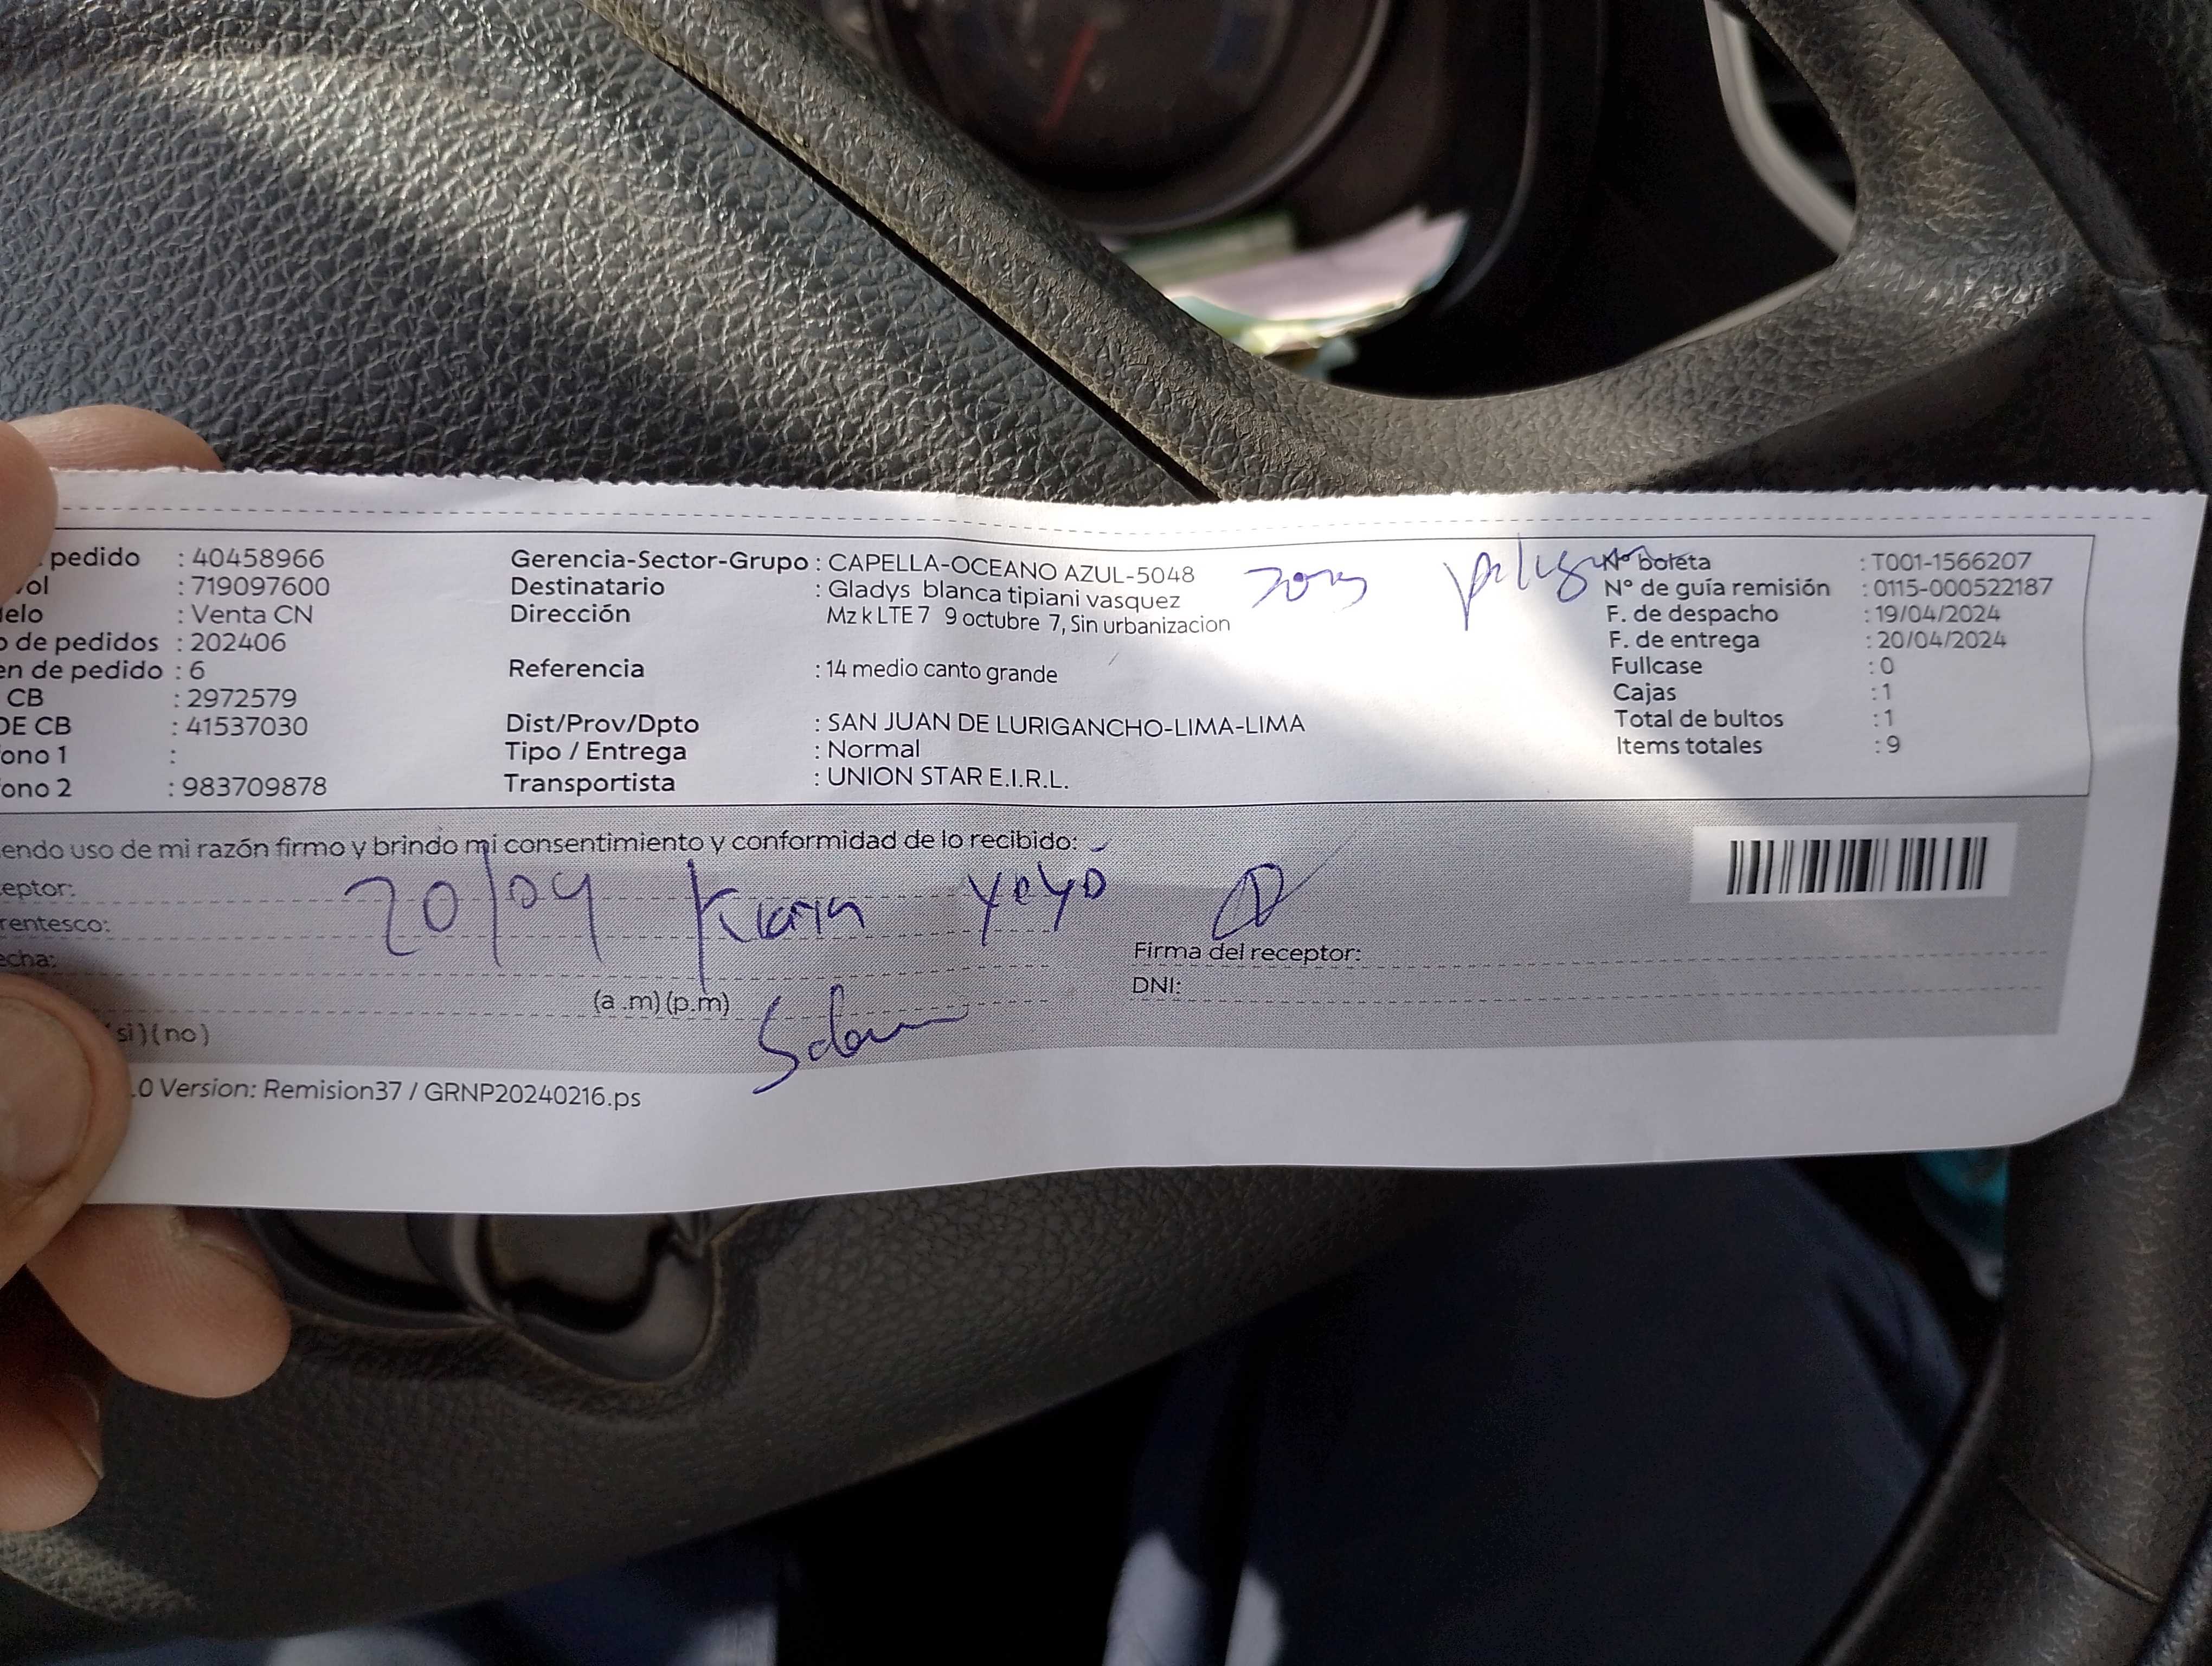 pedido : 40458966
ol : 719097600
elo : Venta CN
o de pedidos : 202406
en de pedido : 6
CB : 2972579
DE CB : 41537030
ono 1 :
ono 2 : 983709878
Gerencia-Sector-Grupo : CAPELLA-OCEANO AZUL-5048
Destinatario : Gladys blanca tipiani vasquez
Dirección Mz k LTE 7 9 octubre 7, Sin urbanizacion
Referencia : 14 medio canto grande
Dist/Prov/Dpto : SAN JUAN DE LURIGANCHO-LIMA-LIMA
Tipo / Entrega : Normal
Transportista : UNION STAR E.I.R.L.
N° boleta : T001-1566207
N° de guía remisión : 0115-000522187
F. de despacho : 19/04/2024
F. de entrega : 20/04/2024
Fullcase : 0
Cajas : 1
Total de bultos : 1
Items totales : 9
endo uso de mi razón firmo y brindo mi consentimiento y conformidad de lo recibido:
eptor:
rentesco:
echa:
20/04
(a .m) (p.m)
si) (no)
Firma del receptor:
DNI:
.0 Version: Remision37 / GRNP20240216.ps